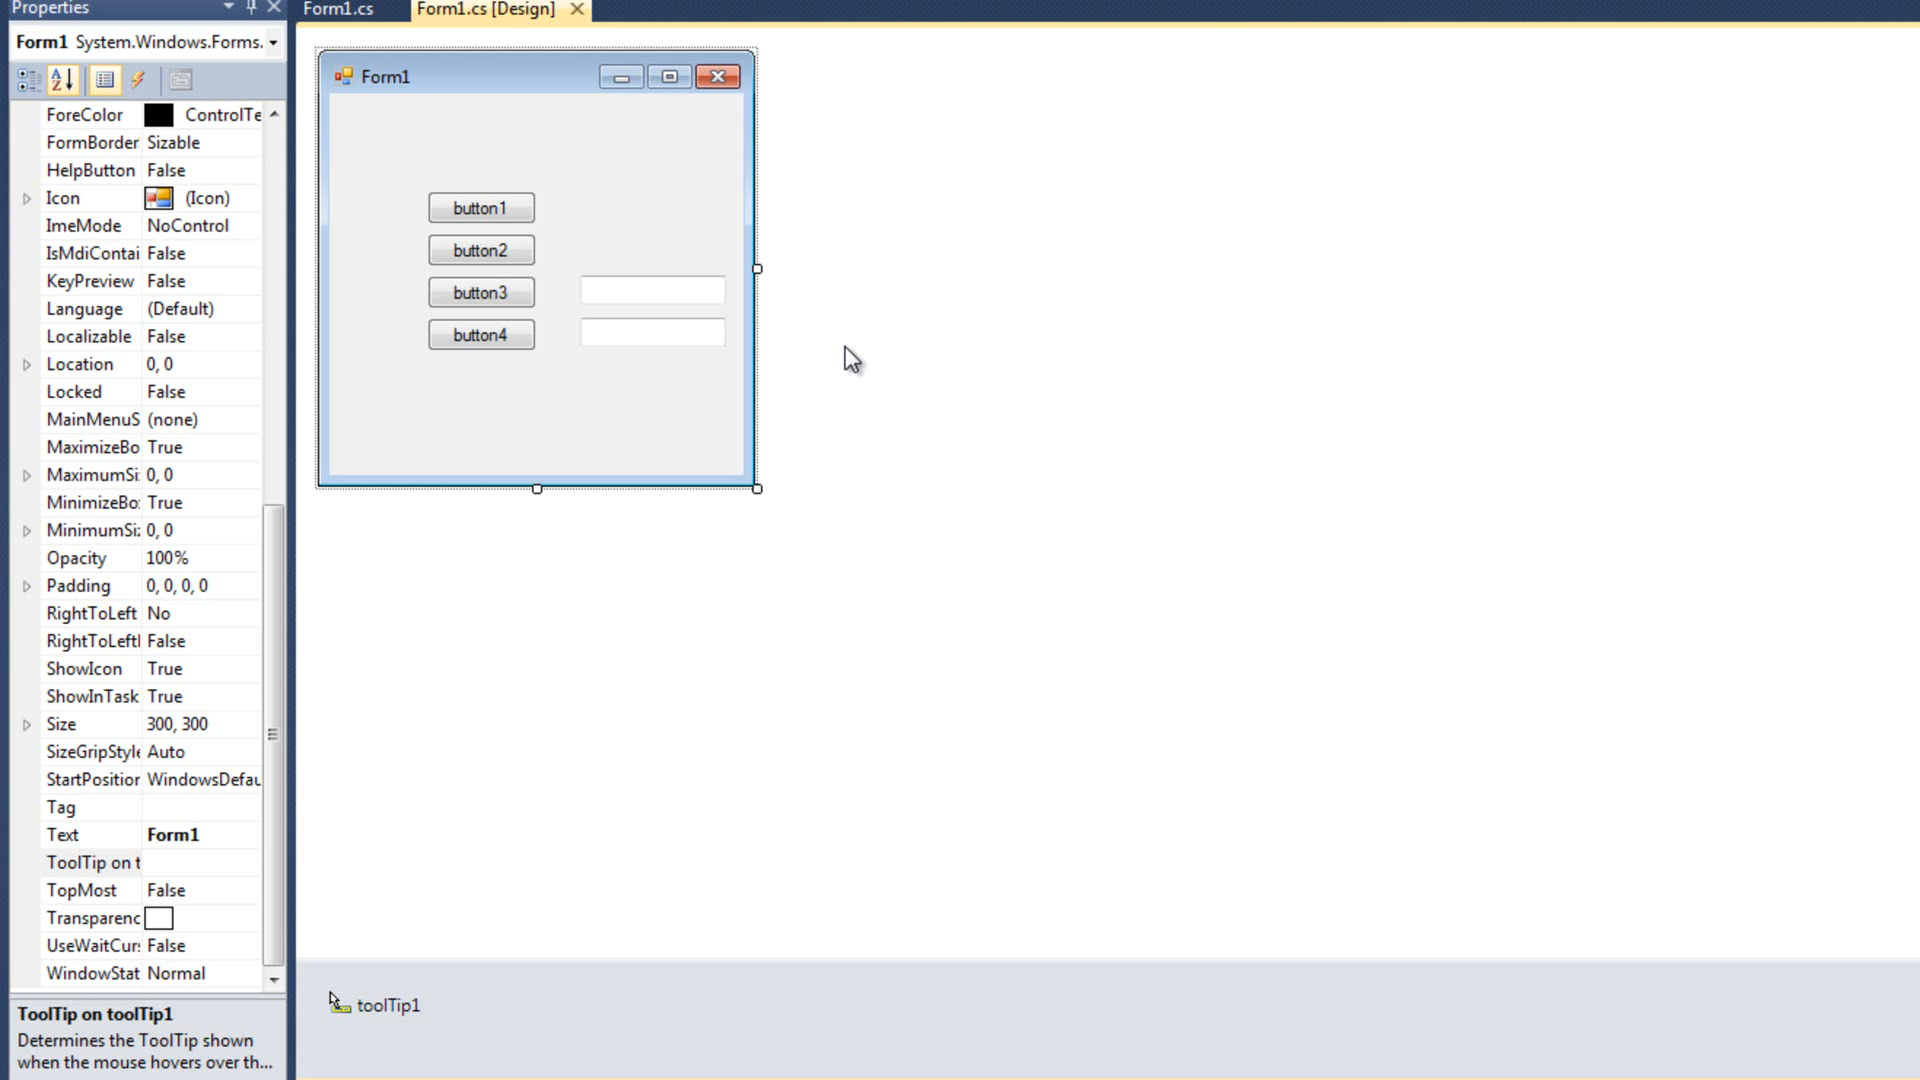 Properties
Form1 System.Windows.Forms.
ForeColor ControlTe
FormBorder Sizable
HelpButton False
Icon (Icon)
ImeMode NoControl
IsMdiContai False
KeyPreview False
Language (Default)
Localizable False
Location 0, 0
Locked False
MainMenuS (none)
MaximizeBo True
MaximumSi 0, 0
MinimizeBo True
MinimumSi 0, 0
Opacity 100%
Padding 0, 0, 0, 0
RightToLeft No
RightToLeftl False
ShowIcon True
ShowInTask True
Size 300, 300
SizeGripStyle Auto
StartPosition WindowsDefau
Tag
Text Form1
ToolTip on t
TopMost False
Transparenc
UseWaitCur False
WindowStat Normal
ToolTip on toolTip1
Determines the ToolTip shown
when the mouse hovers over th...
Form1.cs
Form1.cs [Design]
Form1
button1
button2
button3
button4
toolTip1